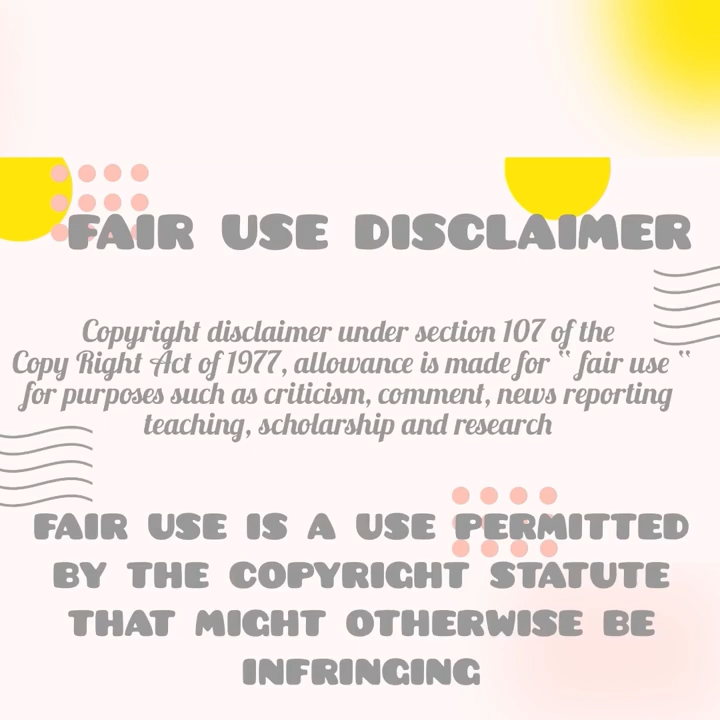 FAIR USE DISCLAIMER
Copyright disclaimer under section 107 of the
Copy Right Act of 1977, allowance is made for “ fair use “
for purposes such as criticism, comment, news reporting
teaching, scholarship and research
FAIR USE IS A USE PERMITTED
BY THE COPYRIGHT STATUTE
THAT MIGHT OTHERWISE BE
INFRINGING